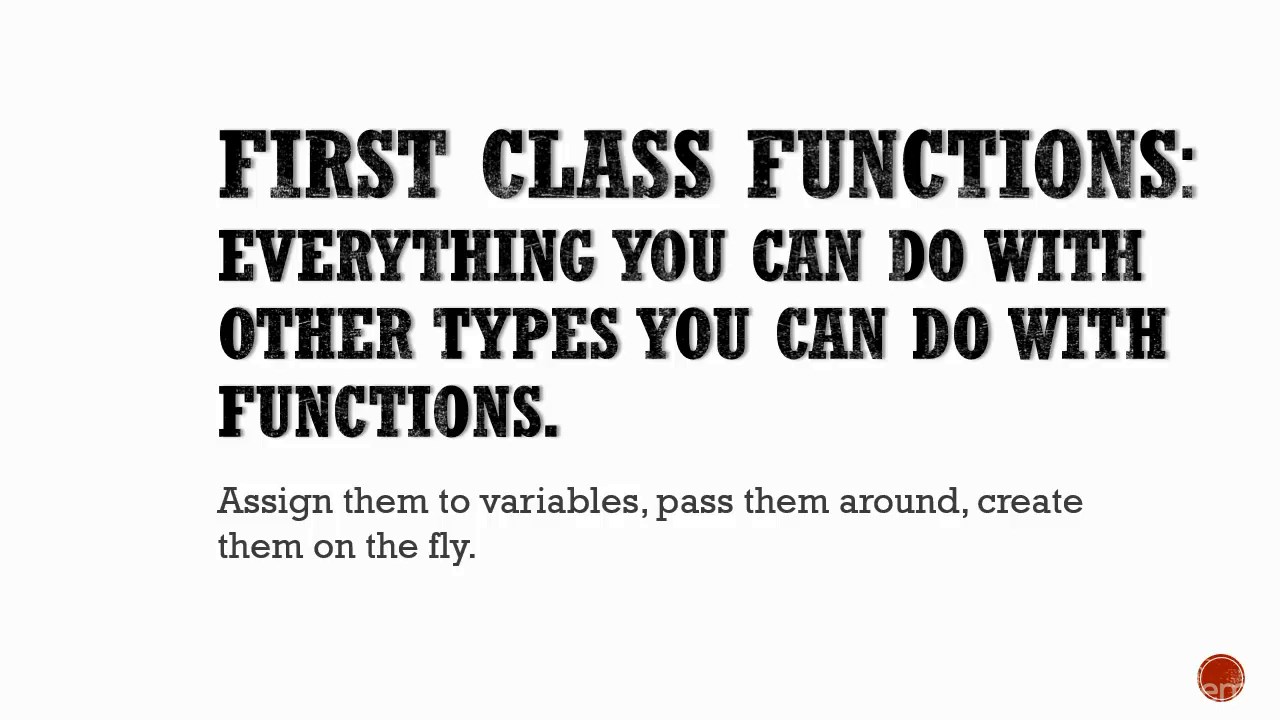 FIRST CLASS FUNCTIONS:
EVERYTHING YOU CAN DO WITH
OTHER TYPES YOU CAN DO WITH
FUNCTIONS.
Assign them to variables, pass them around, create
them on the fly.